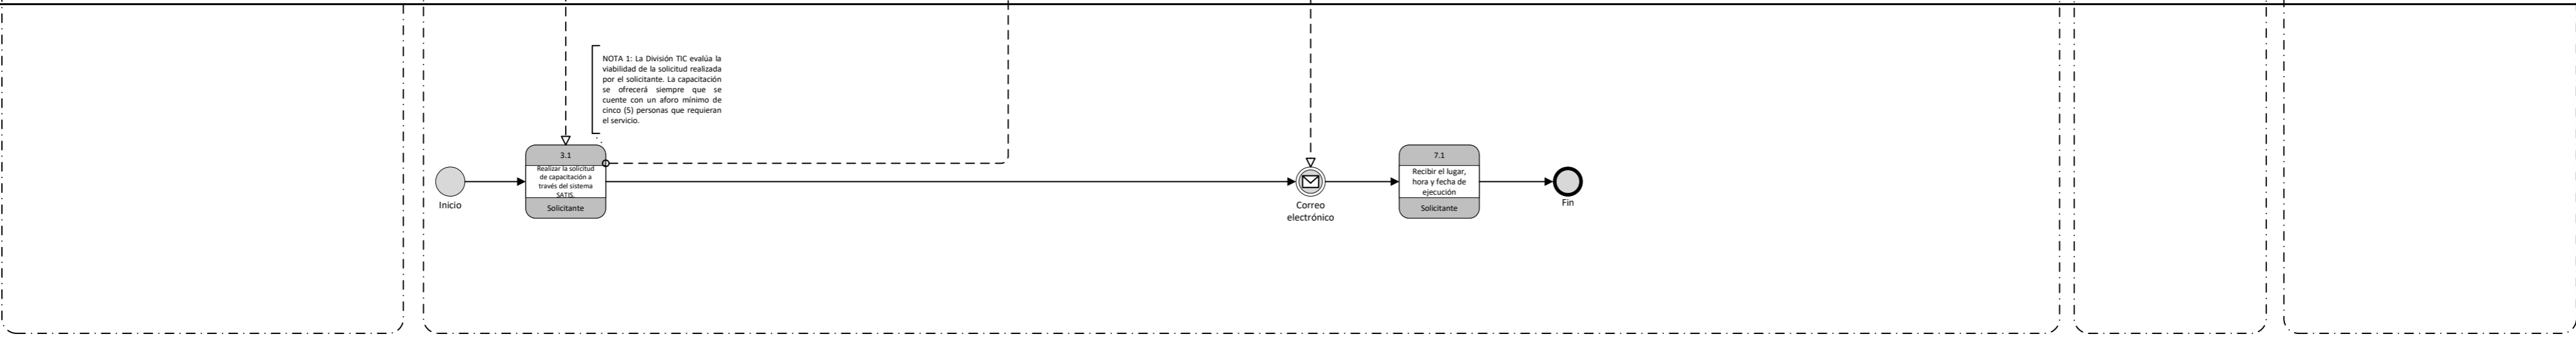 NOTA 1: La División TIC evalúa la
viabilidad de la solicitud realizada
por el solicitante. La capacitación
se ofrecerá siempre que se
cuente con un aforo mínimo de
cinco (5) personas que requieran
el servicio.
Inicio
3.1
Realizar la solicitud
de capacitación a
través del sistema
SATIS.
Solicitante
Correo
electrónico
7.1
Recibir el lugar,
hora y fecha de
ejecución
Solicitante
Fin